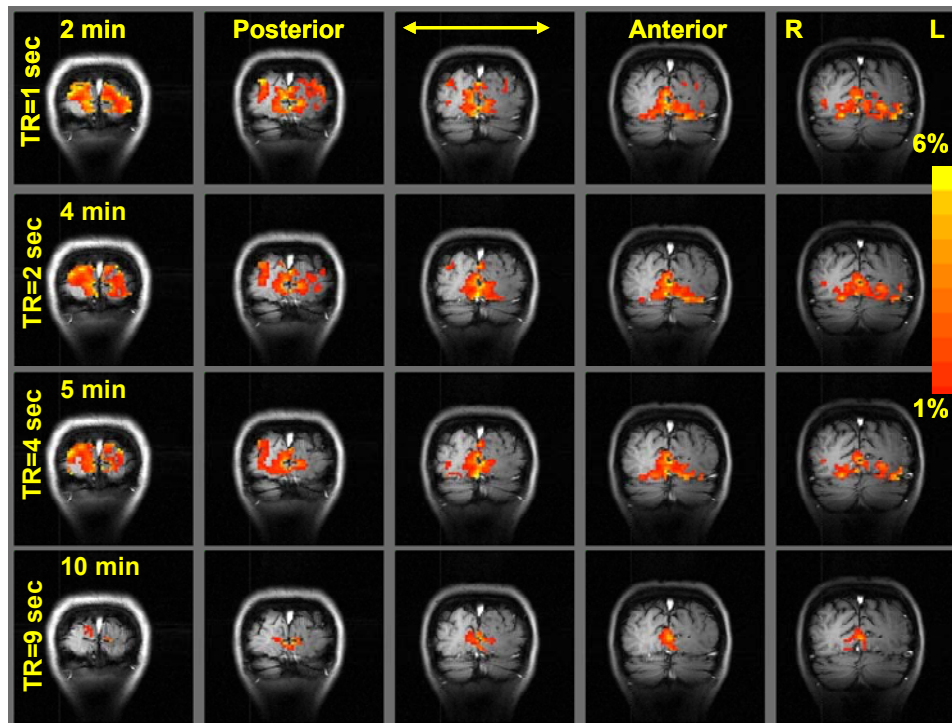 2 min Posterior Anterior R L
TR=1 sec
6%
4 min
TR=2 sec
1%
5 min
TR=4 sec
10 min
TR=9 sec